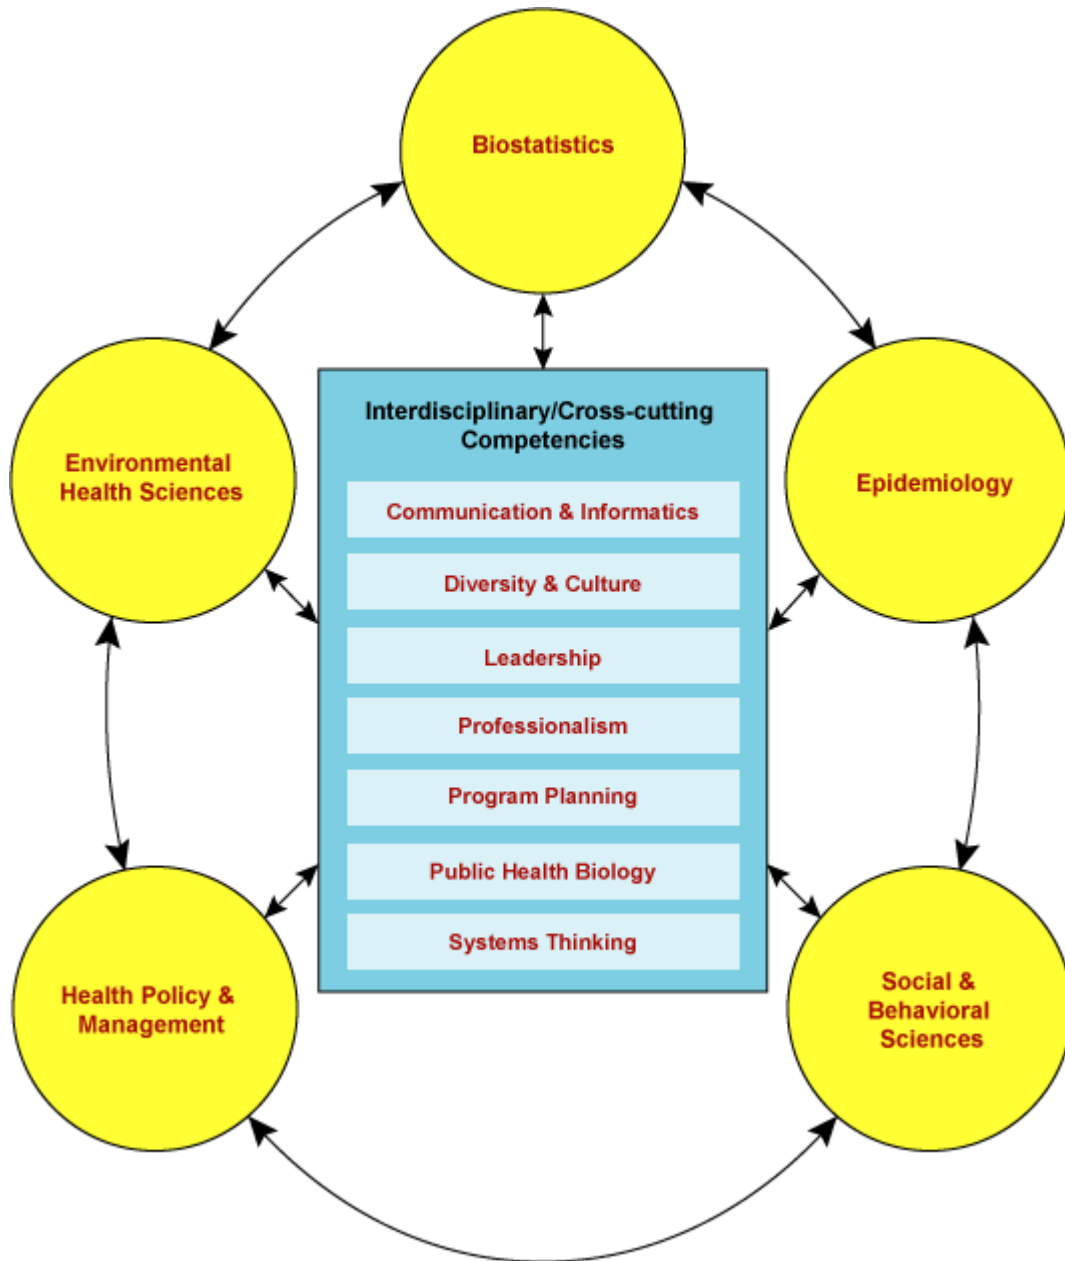 Biostatistics
Environmental
Health Sciences
Epidemiology
Interdisciplinary/Cross-cutting
Competencies
Communication & Informatics
Diversity & Culture
Leadership
Professionalism
Program Planning
Public Health Biology
Systems Thinking
Health Policy &
Management
Social &
Behavioral
Sciences